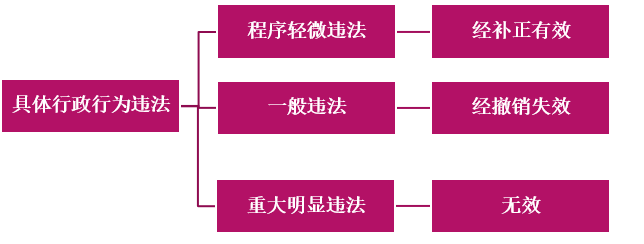 具体行政行为违法
程序轻微违法
经补正有效
一般违法
经撤销失效
重大明显违法
无效